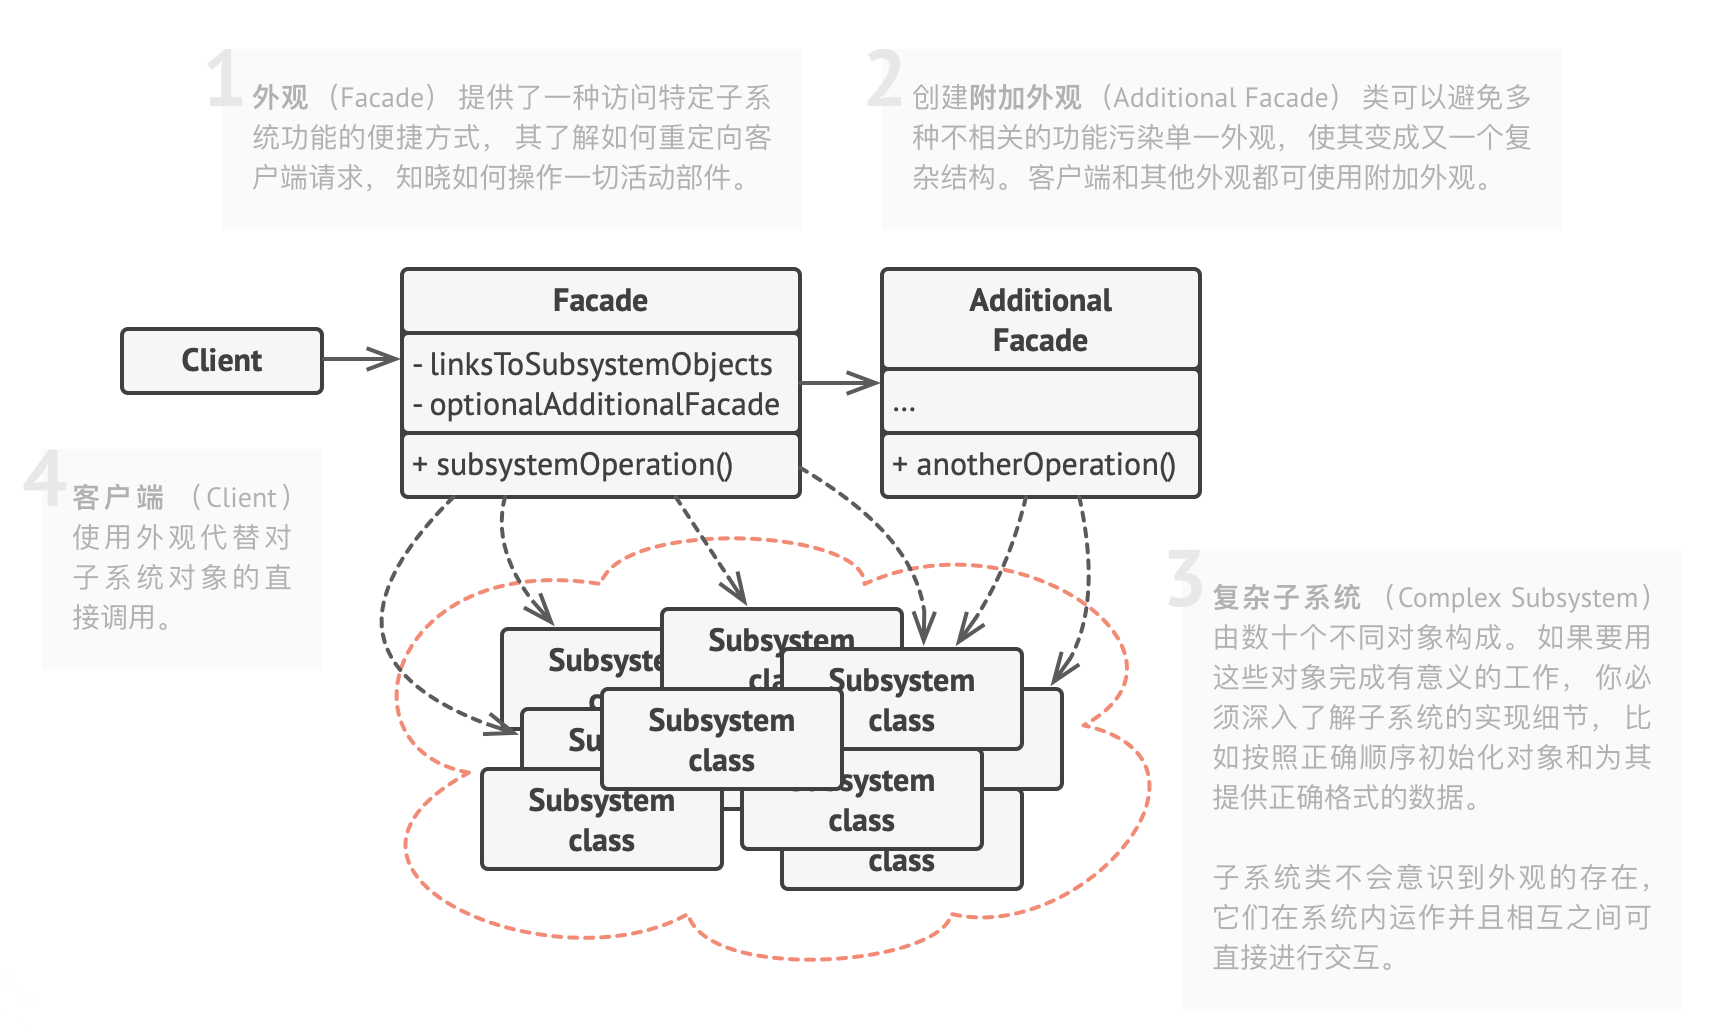 1
外观（Facade）提供了一种访问特定子系
统功能的便捷方式，其了解如何重定向客
户端请求，知晓如何操作一切活动部件。
2
创建附加外观（Additional Facade）类可以避免多
种不相关的功能污染单一外观，使其变成又一个复
杂结构。客户端和其他外观都可使用附加外观。
Client
Facade
- linksToSubsystemObjects
- optionalAdditionalFacade
+ subsystemOperation()
Additional
Facade
...
+ anotherOperation()
4
客户端（Client）
使用外观代替对
子系统对象的直
接调用。
3
复杂子系统（Complex Subsystem）
由数十个不同对象构成。如果要用
这些对象完成有意义的工作，你必
须深入了解子系统的实现细节，比
如按照正确顺序初始化对象和为其
提供正确格式的数据。
子系统类不会意识到外观的存在，
它们在系统内运作并且相互之间可
直接进行交互。
Subsystem
Subsystem
class
Subsystem
class
Subsystem
class
class
class